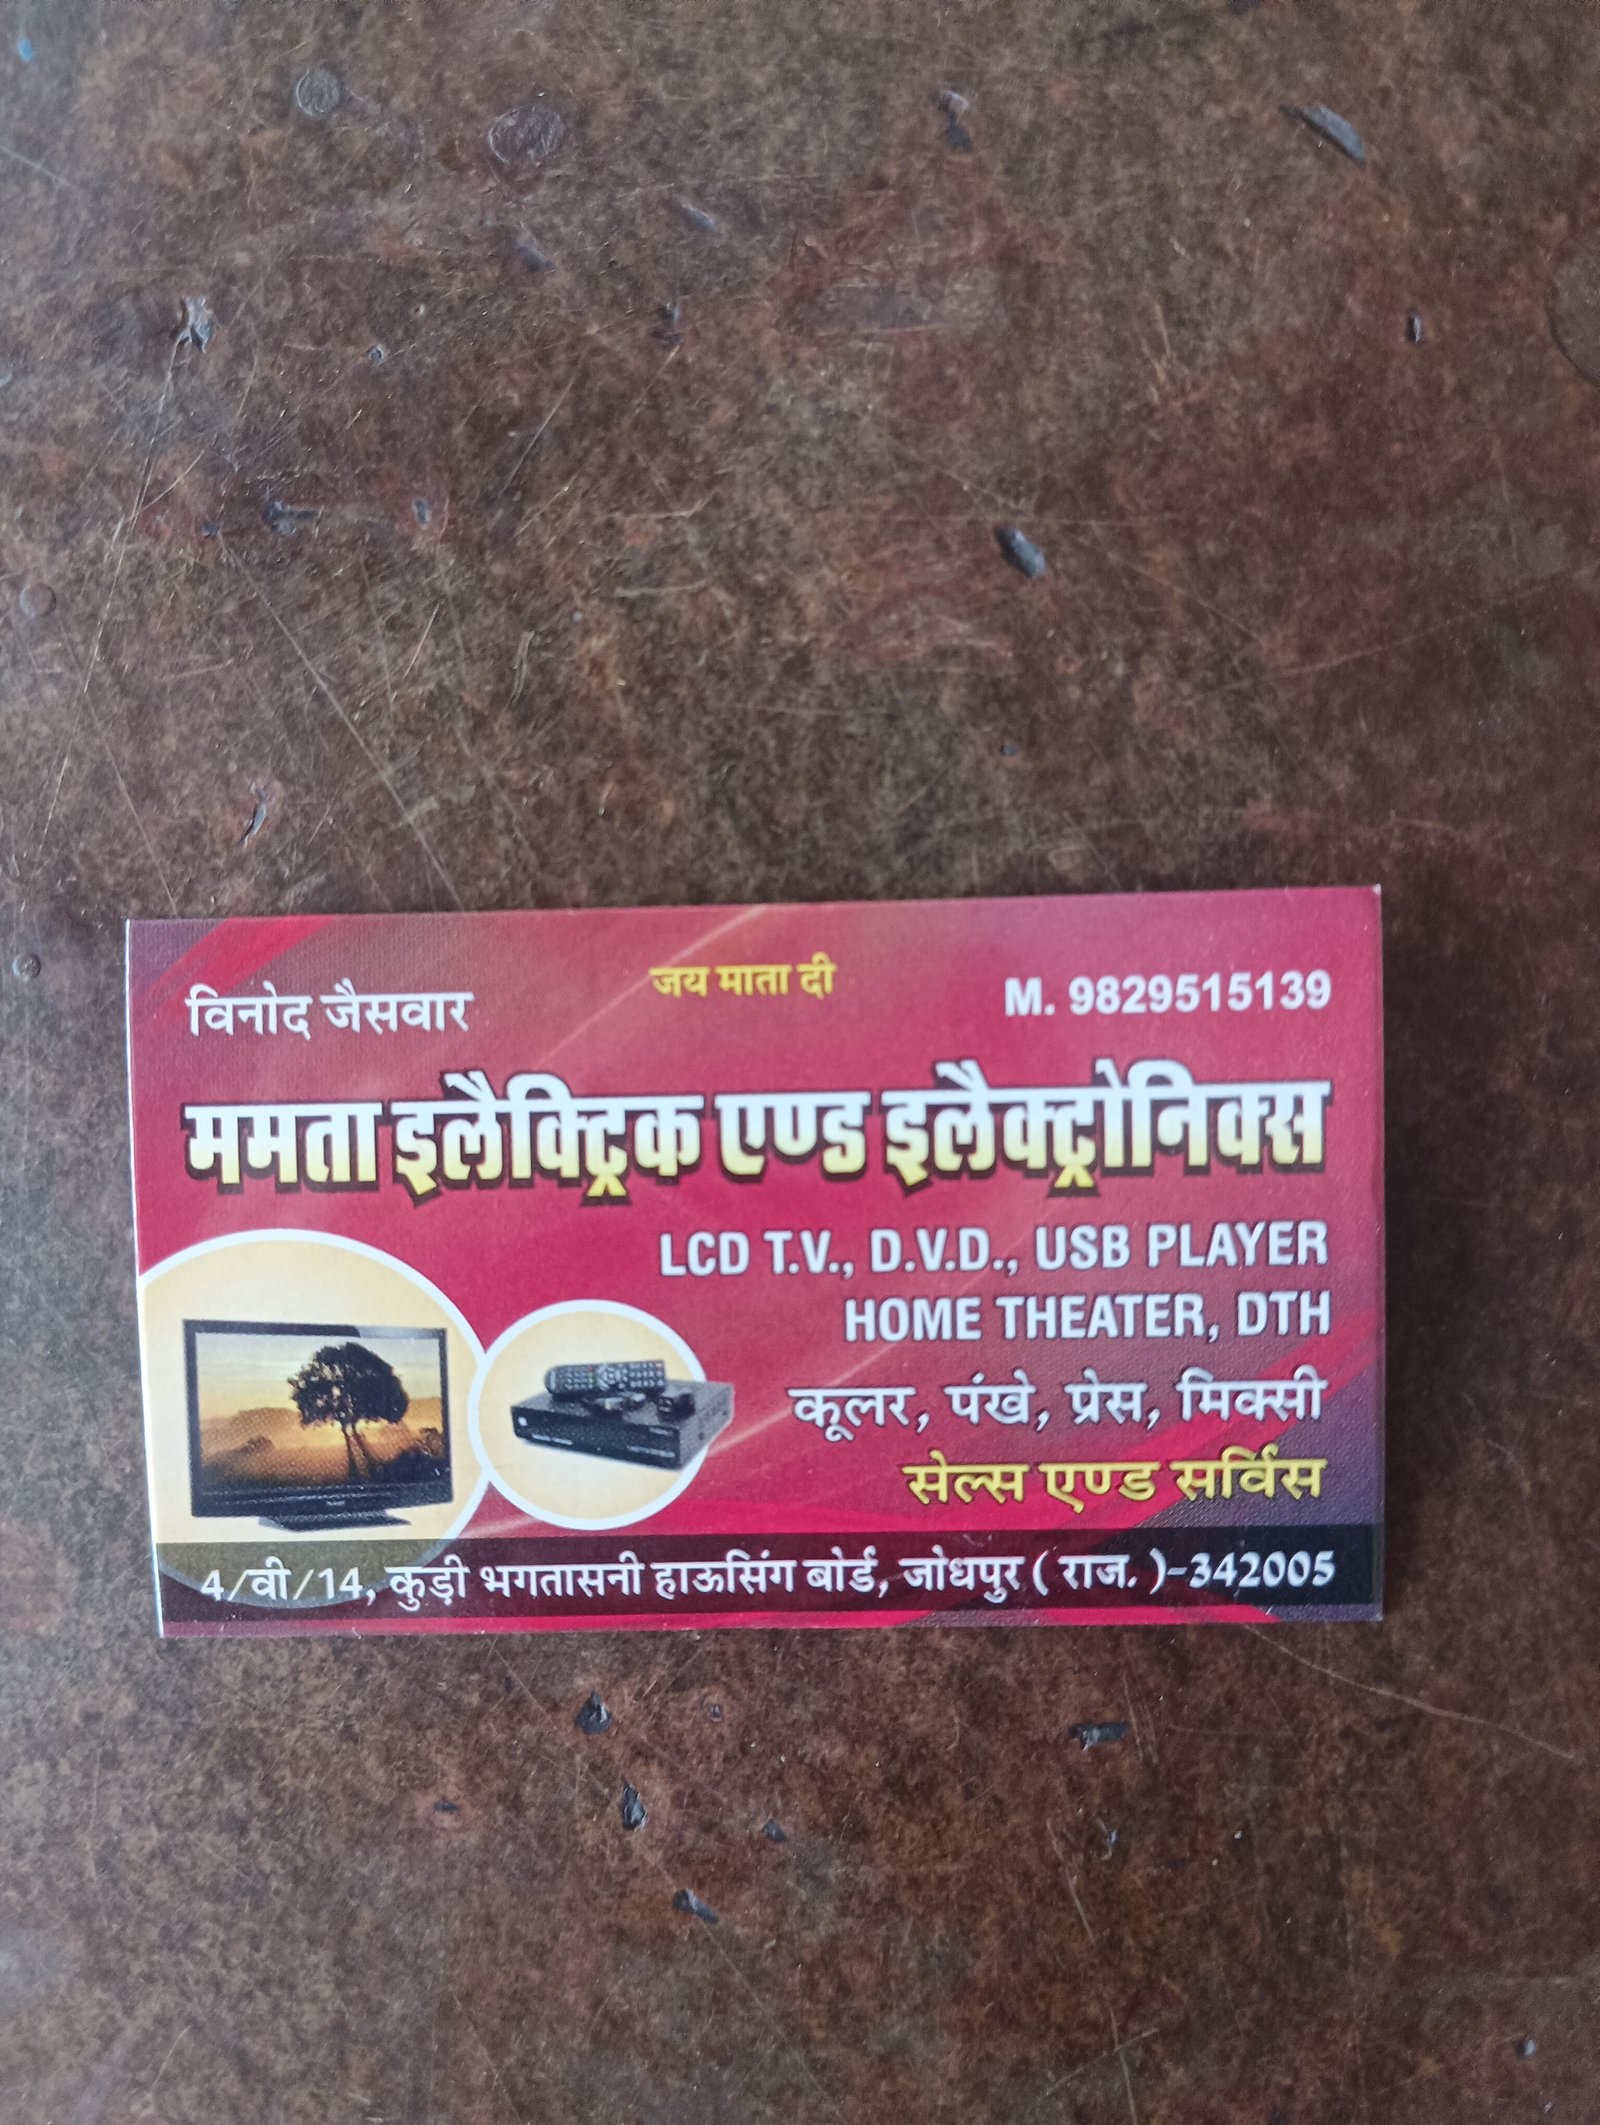 जय माता दी
विनोद जैसवार
M. 9829515139
ममता इलैक्ट्रिक एण्ड इलैक्ट्रोनिक्स
LCD T.V., D.V.D., USB PLAYER
HOME THEATER, DTH
कूलर, पंखे, प्रेस, मिक्सी
सेल्स एण्ड सर्विस
4/वी/14, कुड़ी भगतासनी हाऊसिंग बोर्ड, जोधपुर ( राज. )-342005